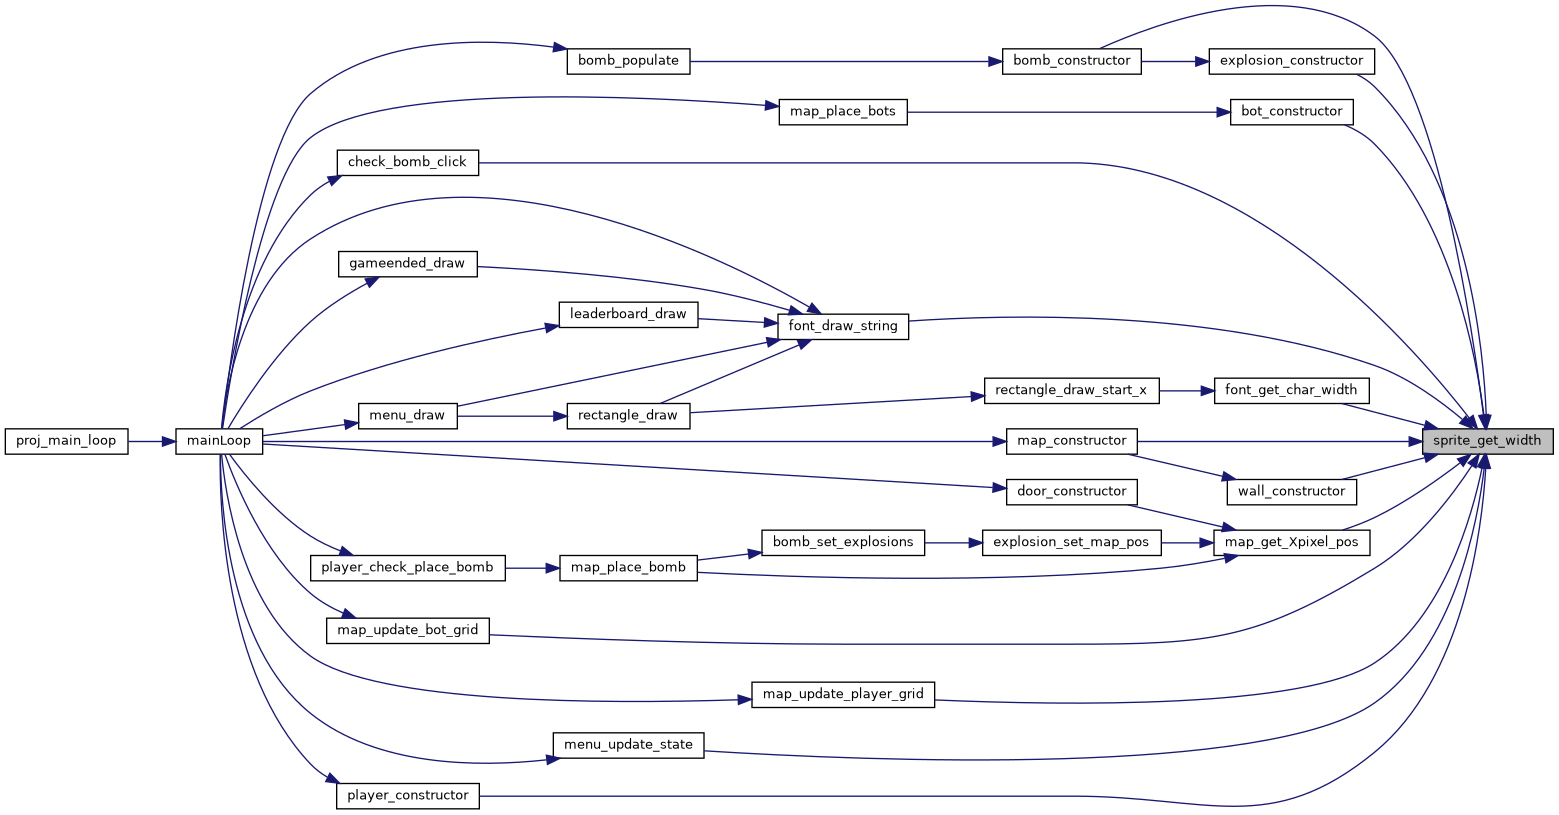 bomb_populate
bomb_constructor
explosion_constructor
map_place_bots
bot_constructor
check_bomb_click
gameended_draw
leaderboard_draw
font_draw_string
rectangle_draw_start_x
font_get_char_width
menu_draw
rectangle_draw
proj_main_loop
mainLoop
map_constructor
sprite_get_width
door_constructor
wall_constructor
bomb_set_explosions
explosion_set_map_pos
map_get_Xpixel_pos
player_check_place_bomb
map_place_bomb
map_update_bot_grid
map_update_player_grid
menu_update_state
player_constructor